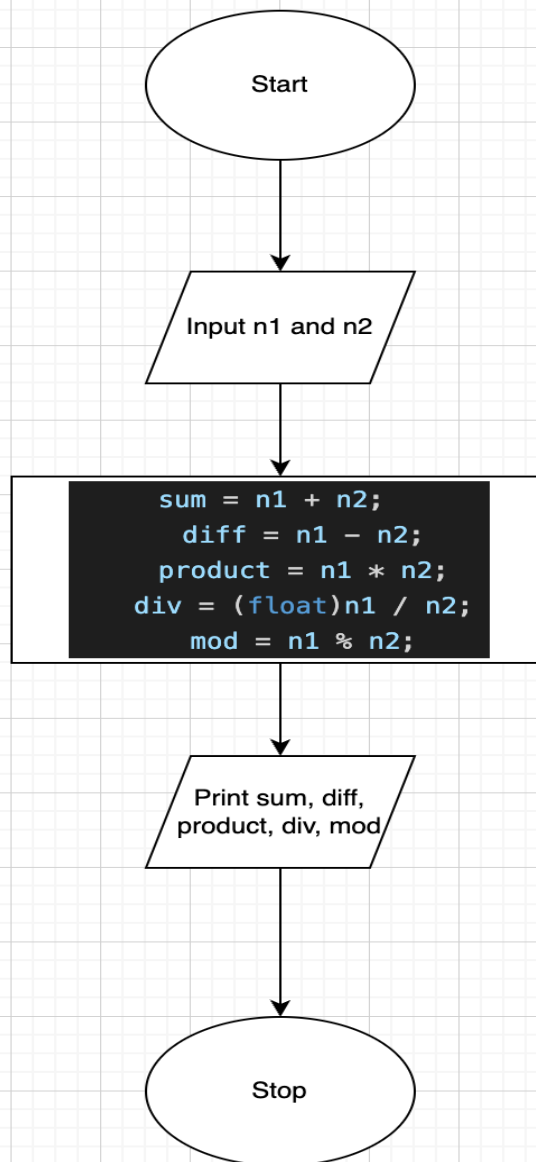 Start
Input n1 and n2
sum = n1 + n2;
diff = n1 − n2;
product = n1 * n2;
div = (float)n1 / n2;
mod = n1 % n2;
Print sum, diff,
product, div, mod
Stop